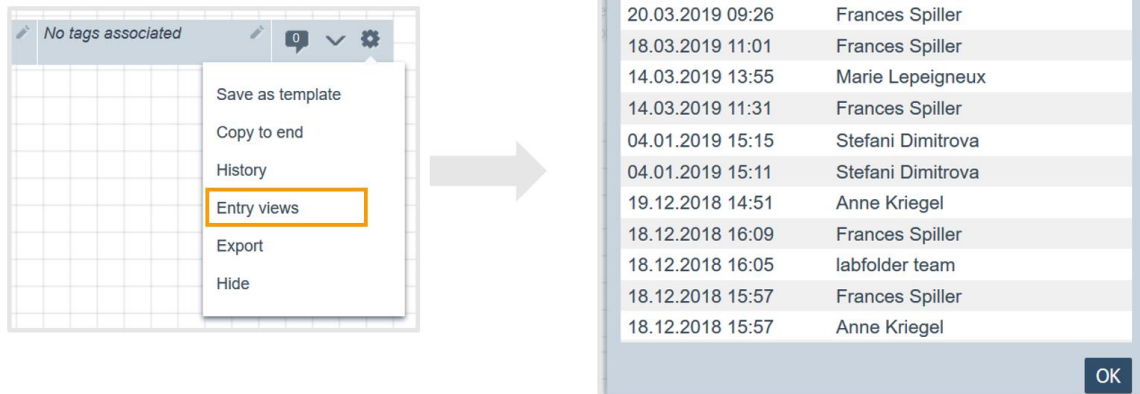 No tags associated
0
Save as template
Copy to end
History
Entry views
Export
Hide
20.03.2019 09:26 Frances Spiller
18.03.2019 11:01 Frances Spiller
14.03.2019 13:55 Marie Lepeigneux
14.03.2019 11:31 Frances Spiller
04.01.2019 15:15 Stefani Dimitrova
04.01.2019 15:11 Stefani Dimitrova
19.12.2018 14:51 Anne Kriegel
18.12.2018 16:09 Frances Spiller
18.12.2018 16:05 labfolder team
18.12.2018 15:57 Frances Spiller
18.12.2018 15:57 Anne Kriegel
OK